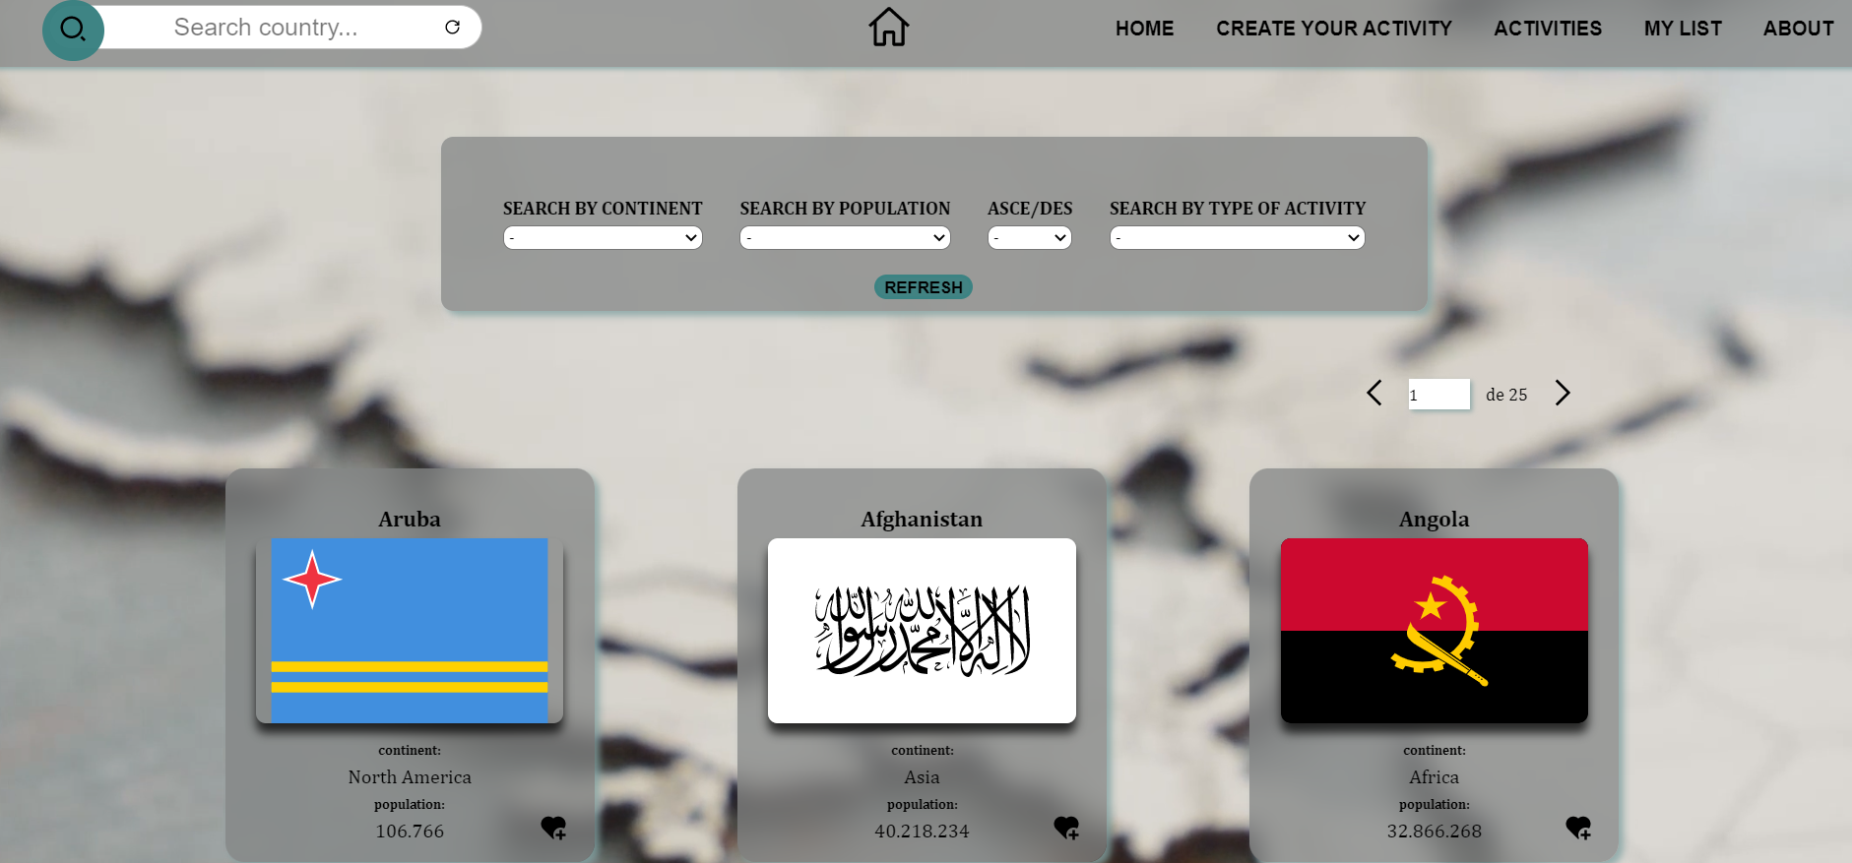 Search country...
HOME CREATE YOUR ACTIVITY ACTIVITIES MY LIST ABOUT
SEARCH BY CONTINENT SEARCH BY POPULATION ASCE/DES SEARCH BY TYPE OF ACTIVITY
- - - -
REFRESH
1 de 25
Aruba Afghanistan Angola
لا إله إلا الله محمد رسول الله
continent: continent: continent:
North America Asia Africa
population: population: population:
106.766 40.218.234 32.866.268